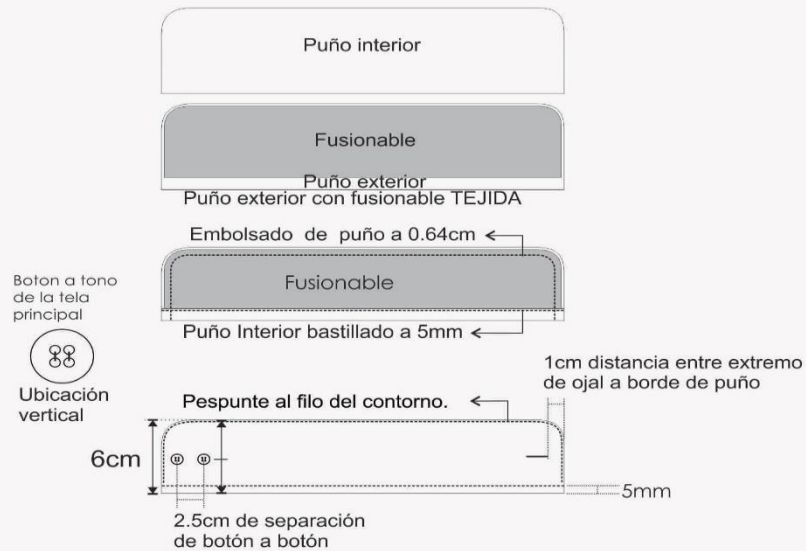 Puño interior
Fusionable
Puño exterior
Puño exterior con fusionable TEJIDA
Embolsado de puño a 0.64cm
Fusionable
Boton a tono
de la tela
principal
Puño Interior bastillado a 5mm
Ubicación
vertical
1cm distancia entre extremo
de ojal a borde de puño
Pespunte al filo del contorno.
6cm
5mm
2.5cm de separación
de botón a botón